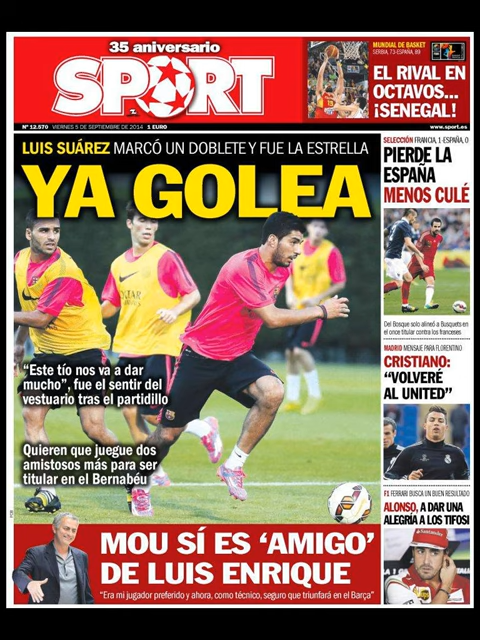 35 aniversario
SPORT
MUNDIAL DE BASKET
SERBIA, 73-ESPAÑA, 89
EL RIVAL EN
OCTAVOS...
¡SENEGAL!
Nº 12.570 VIERNES 5 DE SEPTIEMBRE DE 2014 1 EURO
www.sport.es
LUIS SUÁREZ MARCÓ UN DOBLETE Y FUE LA ESTRELLA
YA GOLEA
“Este tío nos va a dar
mucho”, fue el sentir del
vestuario tras el partidillo
Quieren que juegue dos
amistosos más para ser
titular en el Bernabéu
SELECCIÓN FRANCIA, 1-ESPAÑA, 0
PIERDE LA
ESPAÑA
MENOS CULÉ
Del Bosque solo alineó a Busquets en
el once titular contra los franceses
MADRID MENSAJE PARA FLORENTINO
CRISTIANO:
“VOLVERÉ
AL UNITED”
F1 FERRARI BUSCA UN BUEN RESULTADO
ALONSO, A DAR UNA
ALEGRÍA A LOS TIFOSI
MOU SÍ ES ‘AMIGO’
DE LUIS ENRIQUE
“Era mi jugador preferido y ahora, como técnico, seguro que triunfará en el Barça”